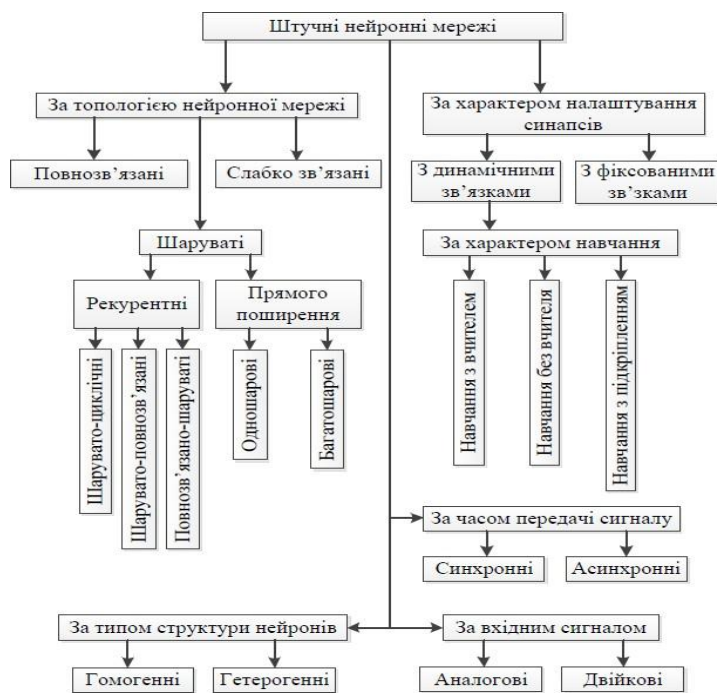 Штучні нейронні мережі
За топологією нейронної мережі
За характером налаштування
синапсів
Повнозв’язані
Слабко зв’язані
З динамічними
зв’язками
З фіксованими
зв’зками
Шаруваті
За характером навчання
Рекурентні
Прямого
поширення
Шарувато-циклічні
Шарувато-повнозв’язані
Повнозв’язано-шаруваті
Одношарові
Багатошарові
Навчання з вчителем
Навчання без вчителя
Навчання з підкріпленням
За часом передачі сигналу
Синхронні
Асинхронні
За типом структури нейронів
За вхідним сигналом
Гомогенні
Гетерогенні
Аналогові
Двійкові